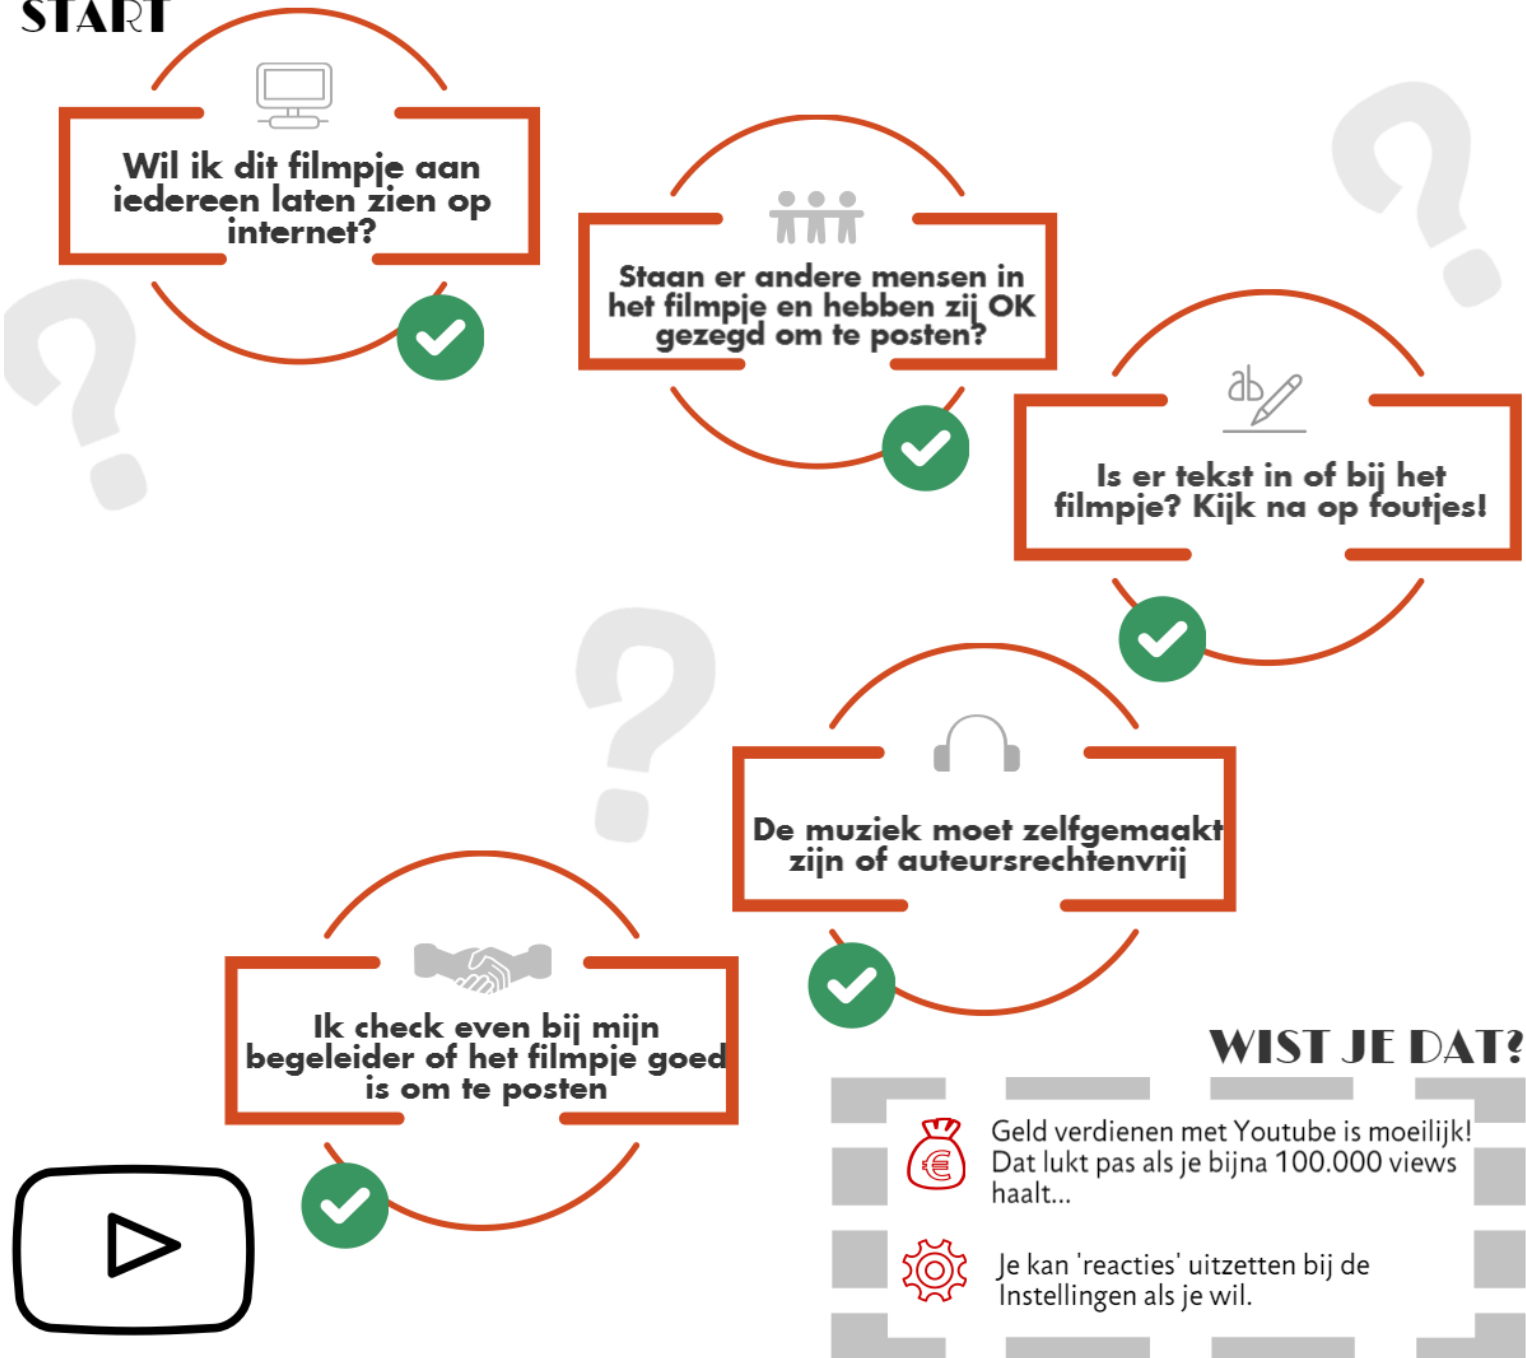 START
Wil ik dit filmpje aan
iedereen laten zien op
internet?
Staan er andere mensen in
het filmpje en hebben zij OK
gezegd om te posten?
ab
Is er tekst in of bij het
filmpje? Kijk na op foutjes!
De muziek moet zelfgemaakt
zijn of auteursrechtenvrij
Ik check even bij mijn
begeleider of het filmpje goed
is om te posten
WIST JE DAT?
Geld verdienen met Youtube is moeilijk!
Dat lukt pas als je bijna 100.000 views
haalt...
Je kan 'reacties' uitzetten bij de
Instellingen als je wil.